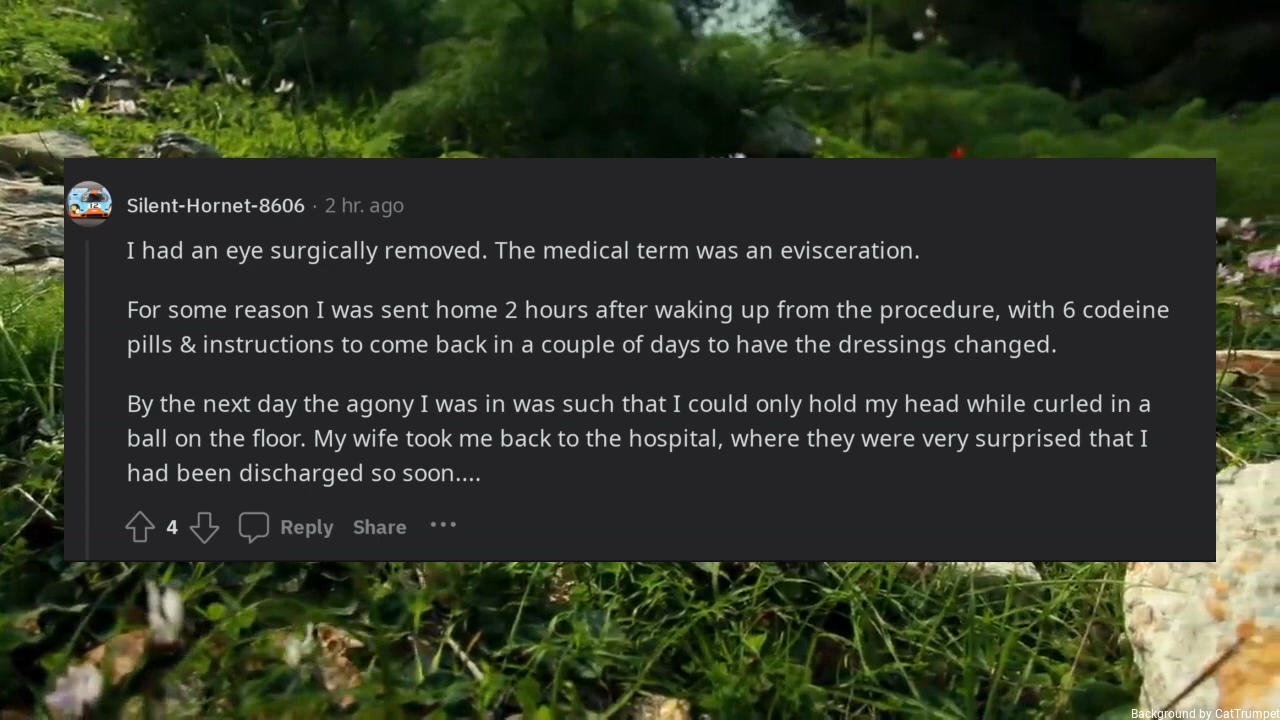 Silent-Hornet-8606 · 2 hr. ago
I had an eye surgically removed. The medical term was an evisceration.
For some reason I was sent home 2 hours after waking up from the procedure, with 6 codeine
pills & instructions to come back in a couple of days to have the dressings changed.
By the next day the agony I was in was such that I could only hold my head while curled in a
ball on the floor. My wife took me back to the hospital, where they were very surprised that I
had been discharged so soon....
4 Reply Share
Background by CatTrumpet